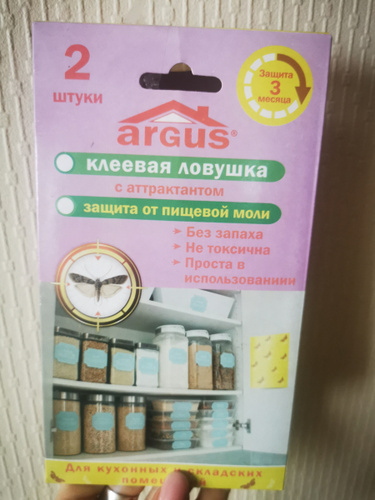 2
штуки
Защита
3
месяца
argus®
клеевая ловушка
с аттрактантом
защита от пищевой моли
Без запаха
Не токсична
Проста в
использовании
Для кухонных и складских